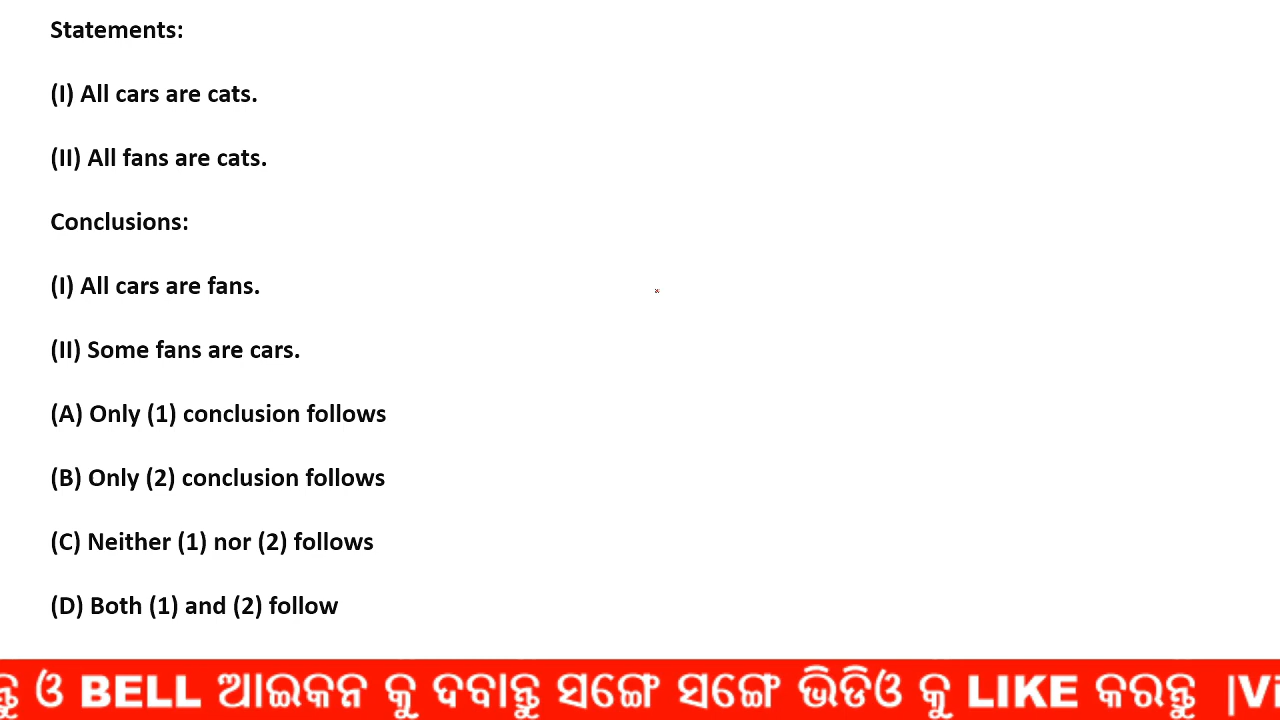 Statements:
(I) All cars are cats.
(II) All fans are cats.
Conclusions:
(I) All cars are fans.
(II) Some fans are cars.
(A) Only (1) conclusion follows
(B) Only (2) conclusion follows
(C) Neither (1) nor (2) follows
(D) Both (1) and (2) follow
ଓ BELL ଆଇକନ କୁ ଦବାନ୍ତୁ ସଙ୍ଗେ ସଙ୍ଗେ ଭିଡିଓ କୁ LIKE କରନ୍ତୁ |